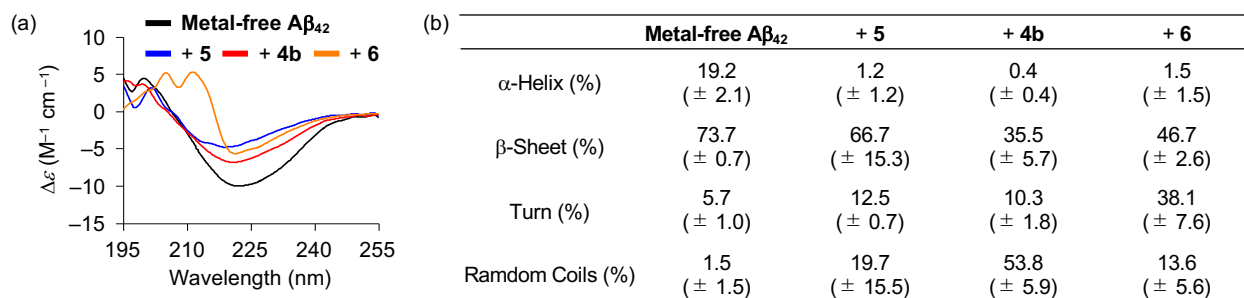 (a)
Metal-free Aβ₄₂
+ 5 + 4b + 6
10
5
0
−5
−10
−15
Δε (M⁻¹ cm⁻¹)
195 210 225 240 255
Wavelength (nm)
(b)
Metal-free Aβ₄₂ + 5 + 4b + 6
α-Helix (%) 19.2 1.2 0.4 1.5
(± 2.1) (± 1.2) (± 0.4) (± 1.5)
β-Sheet (%) 73.7 66.7 35.5 46.7
(± 0.7) (± 15.3) (± 5.7) (± 2.6)
Turn (%) 5.7 12.5 10.3 38.1
(± 1.0) (± 0.7) (± 1.8) (± 7.6)
Ramdom Coils (%) 1.5 19.7 53.8 13.6
(± 1.5) (± 15.5) (± 5.9) (± 5.6)